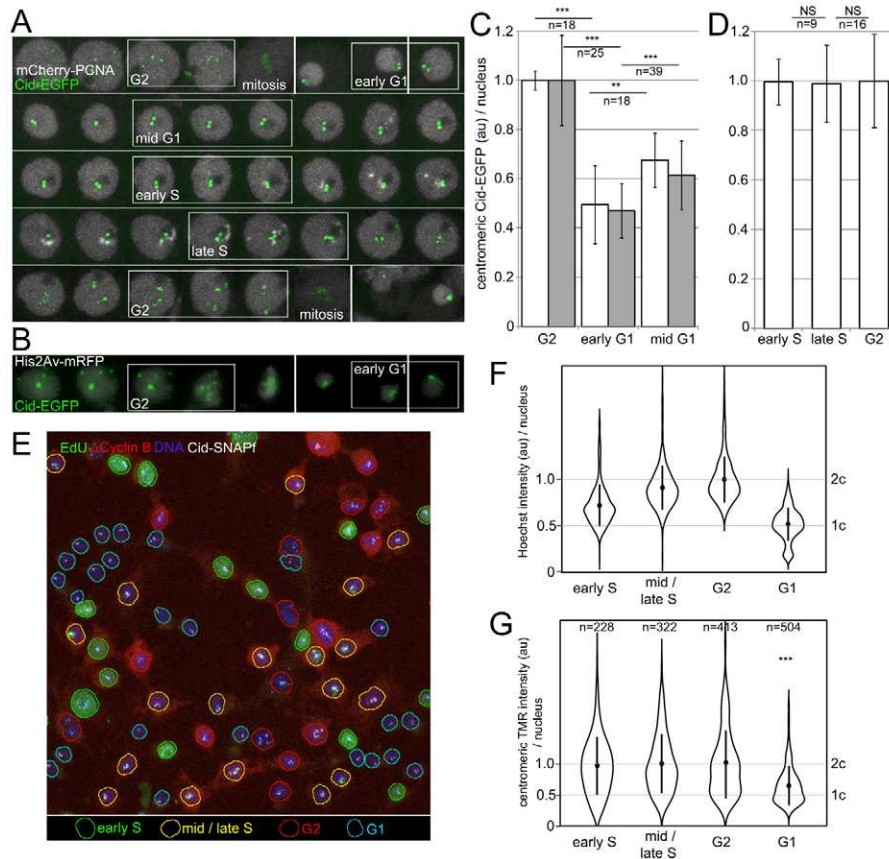 A
mCherry-PCNA
Cid-EGFP
G2
mitosis
early G1
mid G1
early S
late S
G2
mitosis
B
His2Av-mRFP
Cid-EGFP
G2
early G1
C
centromeric Cid-EGFP (au) / nucleus
1.2
1.0
0.8
0.6
0.4
0.2
0
***
n=18
***
n=25
***
n=39
**
n=18
G2 early G1 mid G1
D
NS NS
n=9 n=16
1.2
1.0
0.8
0.6
0.4
0.2
0
early S late S G2
E
EdU αCyclin B DNA Cid-SNAPf
early S mid / late S G2 G1
F
Hoechst intensity (au) / nucleus
1.0
0.5
0
2c
1c
early S mid / late S G2 G1
G
centromeric TMR intensity (au)
/ nucleus
n=228 n=322 n=413 n=504
***
1.0
0.5
0
2c
1c
early S mid / late S G2 G1